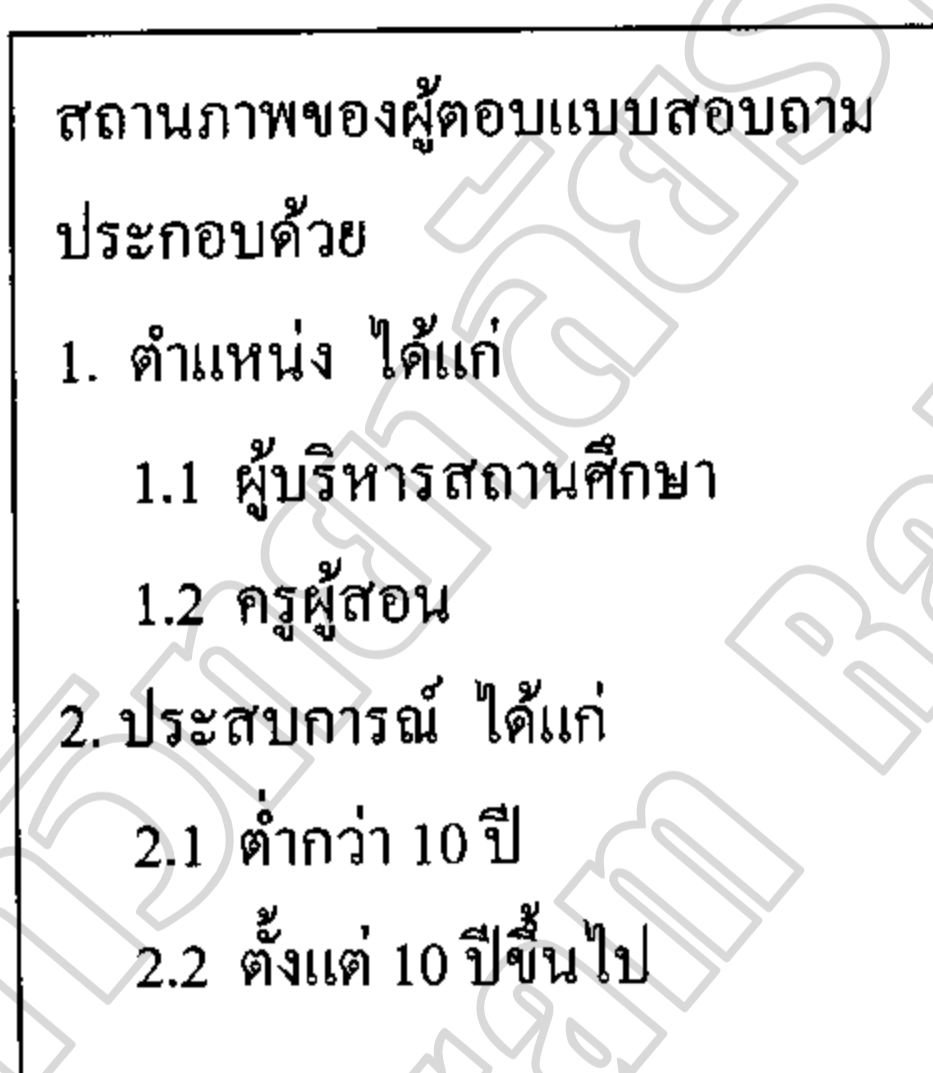 สถานภาพของผู้ตอบแบบสอบถาม
ประกอบด้วย
1. ตำแหน่ง ได้แก่
1.1 ผู้บริหารสถานศึกษา
1.2 ครูผู้สอน
2. ประสบการณ์ ได้แก่
2.1 ต่ำกว่า 10 ปี
2.2 ตั้งแต่ 10 ปีขึ้นไป